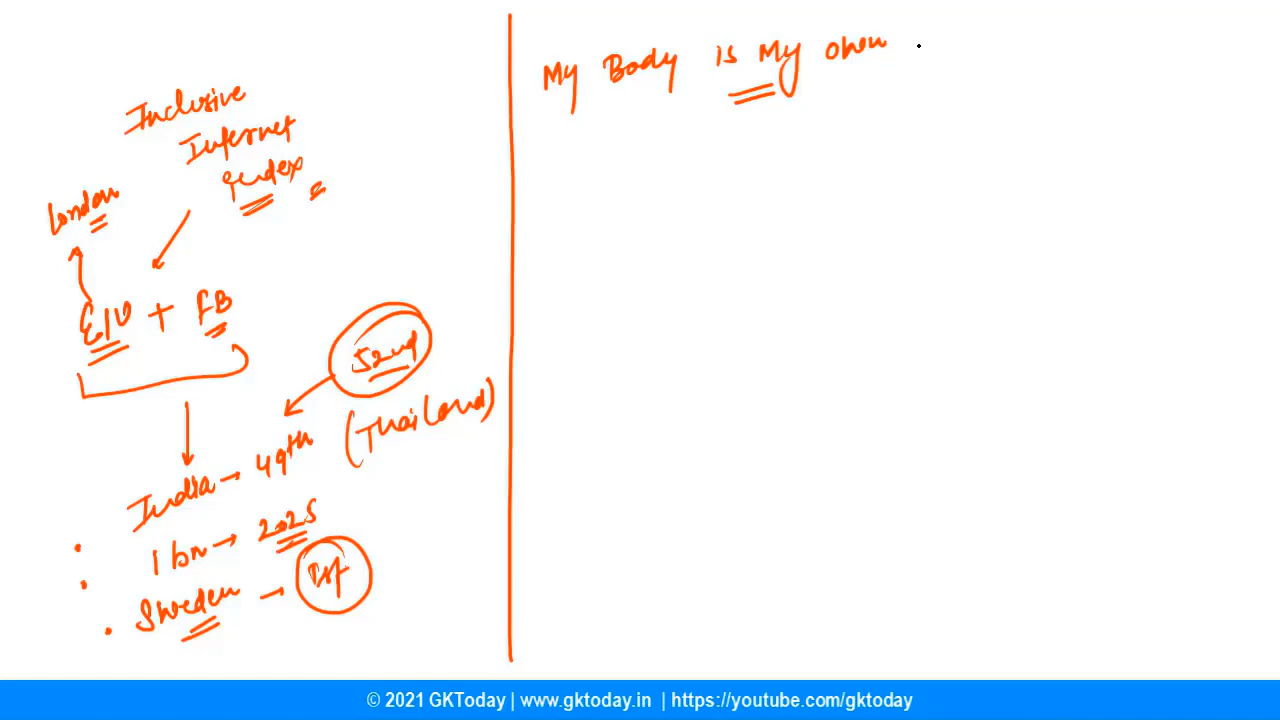 Inclusive
Internet
Index
London
EIU + FB
52nd
India → 49th (Thailand)
1 bn → 2025
Sweden → 1st
My Body is My own
© 2021 GKToday | www.gktoday.in | https://youtube.com/gktoday